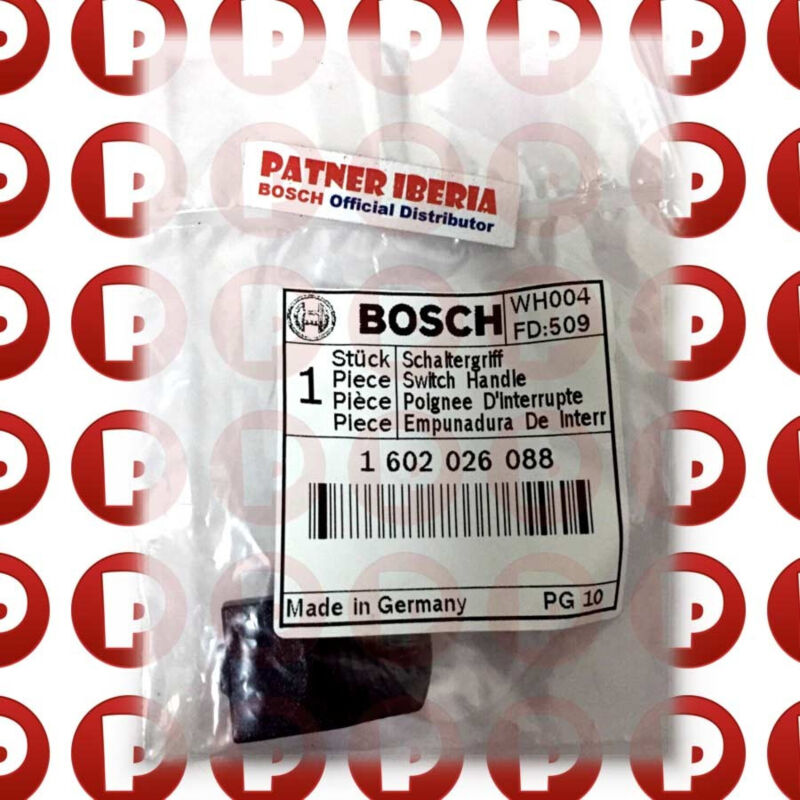 PATNER IBERIA
BOSCH Official Distributor
BOSCH
WH004
FD:509
1
Stück Schaltergriff
Piece Switch Handle
Pièce Poignee D'Interrupte
Piece Empunadura De Interr
1 602 026 088
Made in Germany PG 10